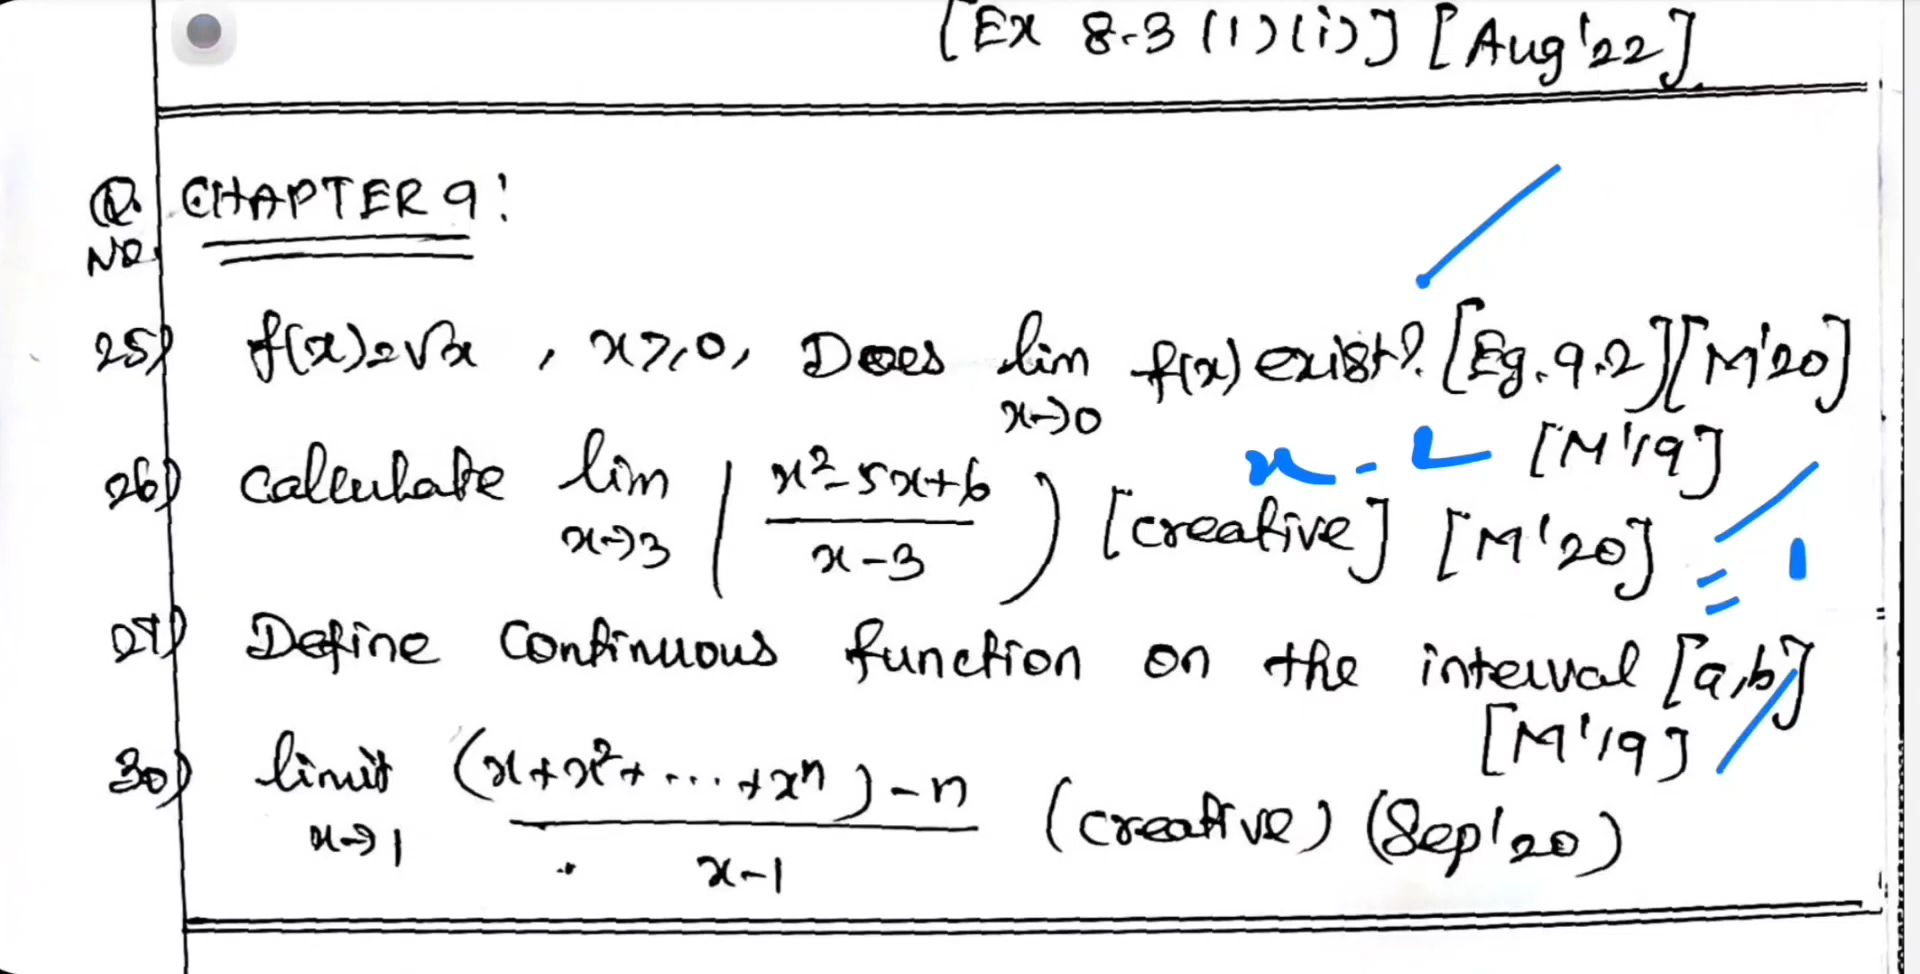 [Ex 8.3 (1)(i)] [Aug'22]
Q. NO. CHAPTER 9:
25) f(x)=√x , x≥0, Does lim x→0 f(x) exist? [Eg. 9.2] [M'20]
x - 2 [M'19]
26) calculate lim x→3 (x²-5x+6 / x-3) [creative] [M'20] = 1
27) Define Continuous function on the interval [a,b]
[M'19]
30) limit x→1 (x+x²+...+xⁿ)-n / x-1 (creative) (Sep'20)